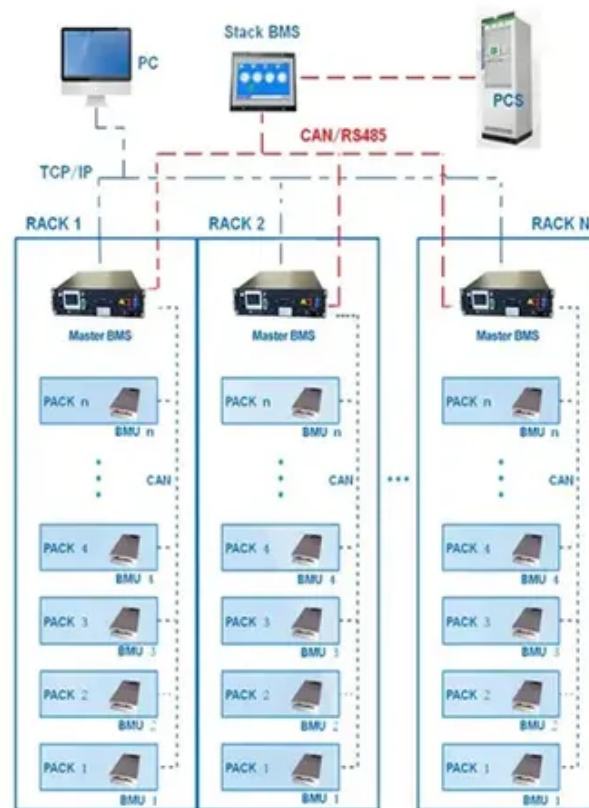 Stack BMS
PC
PCS
CAN/RS485
TCP/IP
RACK 1
RACK 2
RACK N
Master BMS
Master BMS
Master BMS
PACK n
BMU n
PACK n
BMU n
PACK n
BMU n
CAN
CAN
CAN
PACK 4
BMU 4
PACK 4
BMU 4
PACK 4
BMU 4
PACK 3
BMU 3
PACK 3
BMU 3
PACK 3
BMU 3
PACK 2
BMU 2
PACK 2
BMU 2
PACK 2
BMU 2
PACK 1
BMU 1
PACK 1
BMU 1
PACK 1
BMU 1